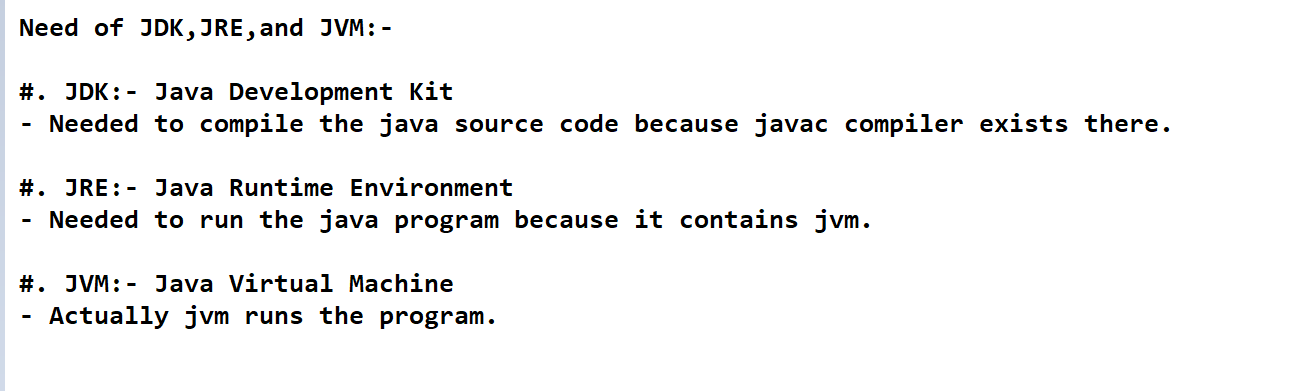 Need of JDK,JRE,and JVM:-
#. JDK:- Java Development Kit
- Needed to compile the java source code because javac compiler exists there.
#. JRE:- Java Runtime Environment
- Needed to run the java program because it contains jvm.
#. JVM:- Java Virtual Machine
- Actually jvm runs the program.